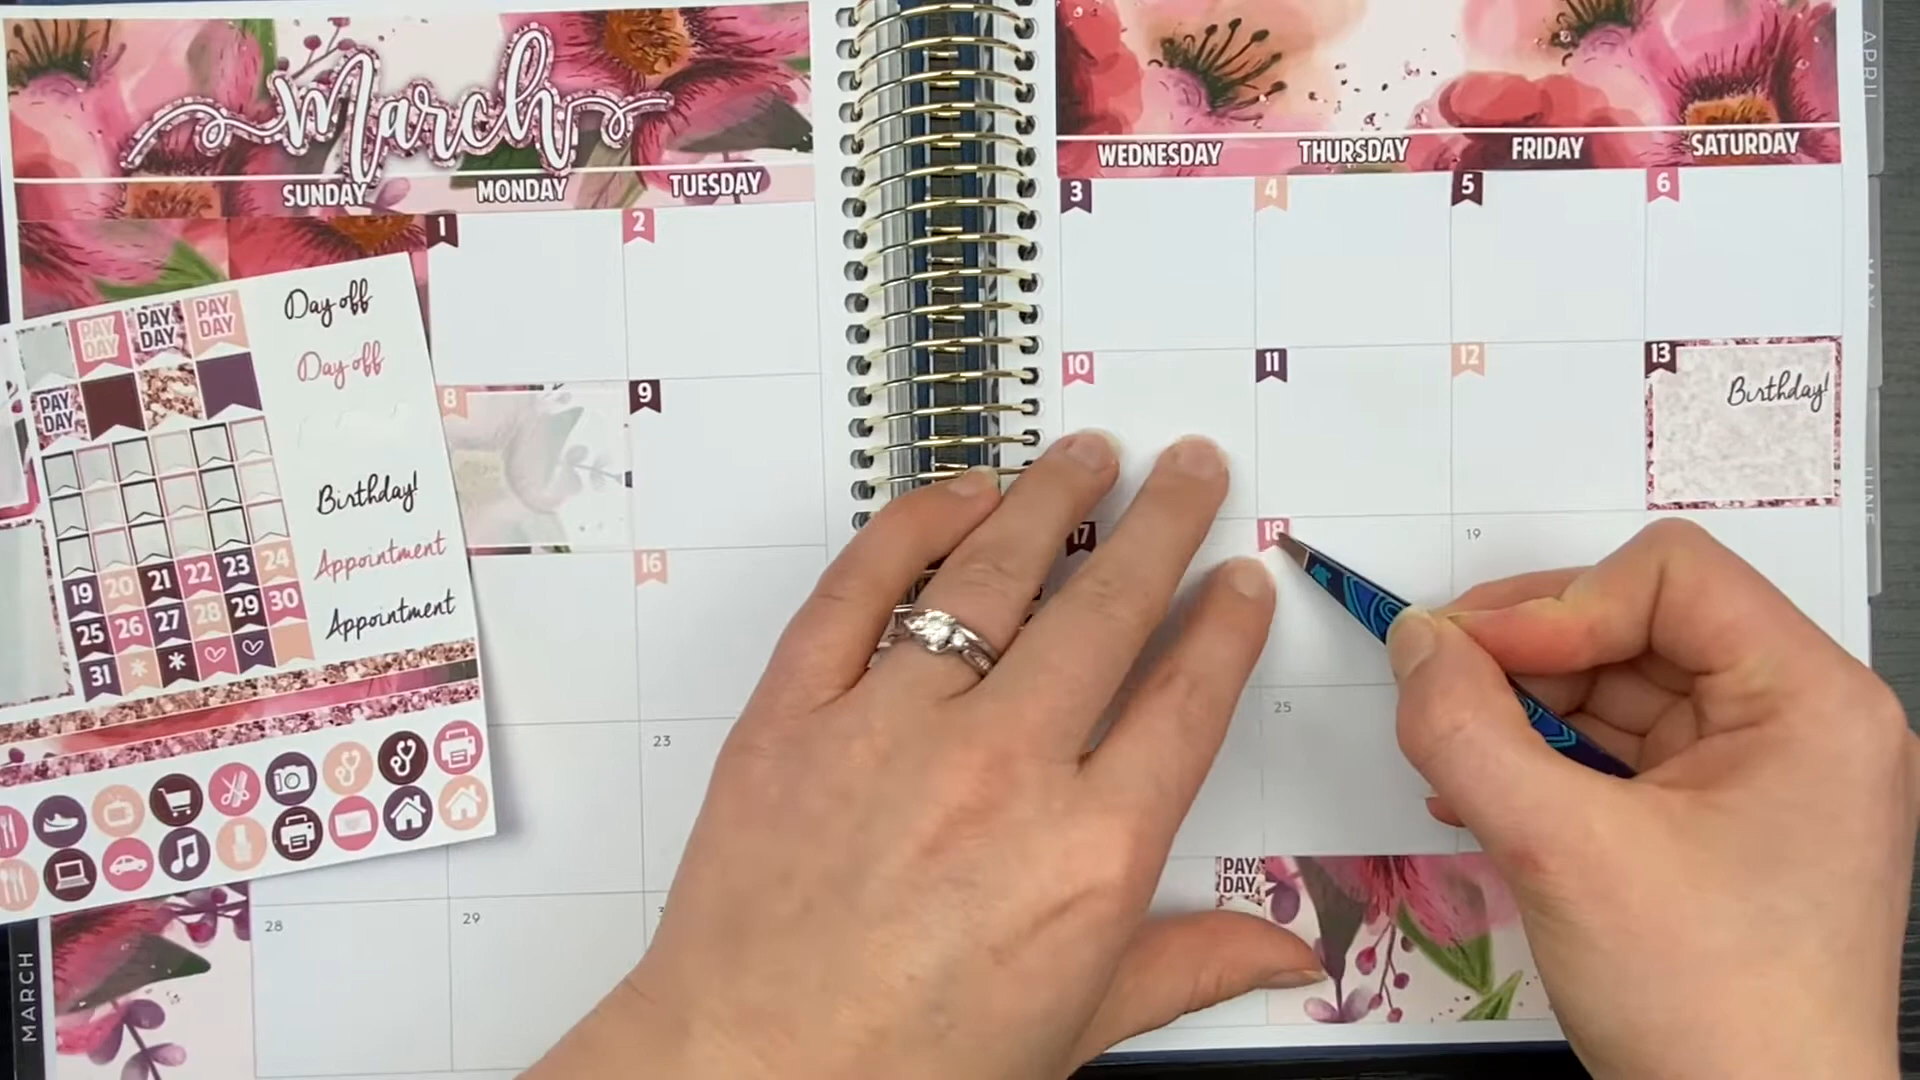 March
SUNDAY MONDAY TUESDAY
WEDNESDAY THURSDAY FRIDAY SATURDAY
1 2
3 4 5 6
8 9
10 11 12 13
Birthday!
16
17 18 19
23
25
28 29
PAY
DAY
PAY
DAY
PAY
DAY
PAY
DAY
PAY
DAY
Day off
Day off
Birthday!
Appointment
Appointment
19 20 21 22 23 24
25 26 27 28 29 30
31
MARCH
APRIL
MAY
JUNE